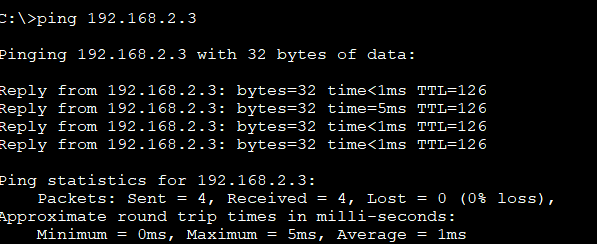 C:\>ping 192.168.2.3
Pinging 192.168.2.3 with 32 bytes of data:
Reply from 192.168.2.3: bytes=32 time<1ms TTL=126
Reply from 192.168.2.3: bytes=32 time=5ms TTL=126
Reply from 192.168.2.3: bytes=32 time<1ms TTL=126
Reply from 192.168.2.3: bytes=32 time<1ms TTL=126
Ping statistics for 192.168.2.3:
Packets: Sent = 4, Received = 4, Lost = 0 (0% loss),
Approximate round trip times in milli-seconds:
Minimum = 0ms, Maximum = 5ms, Average = 1ms